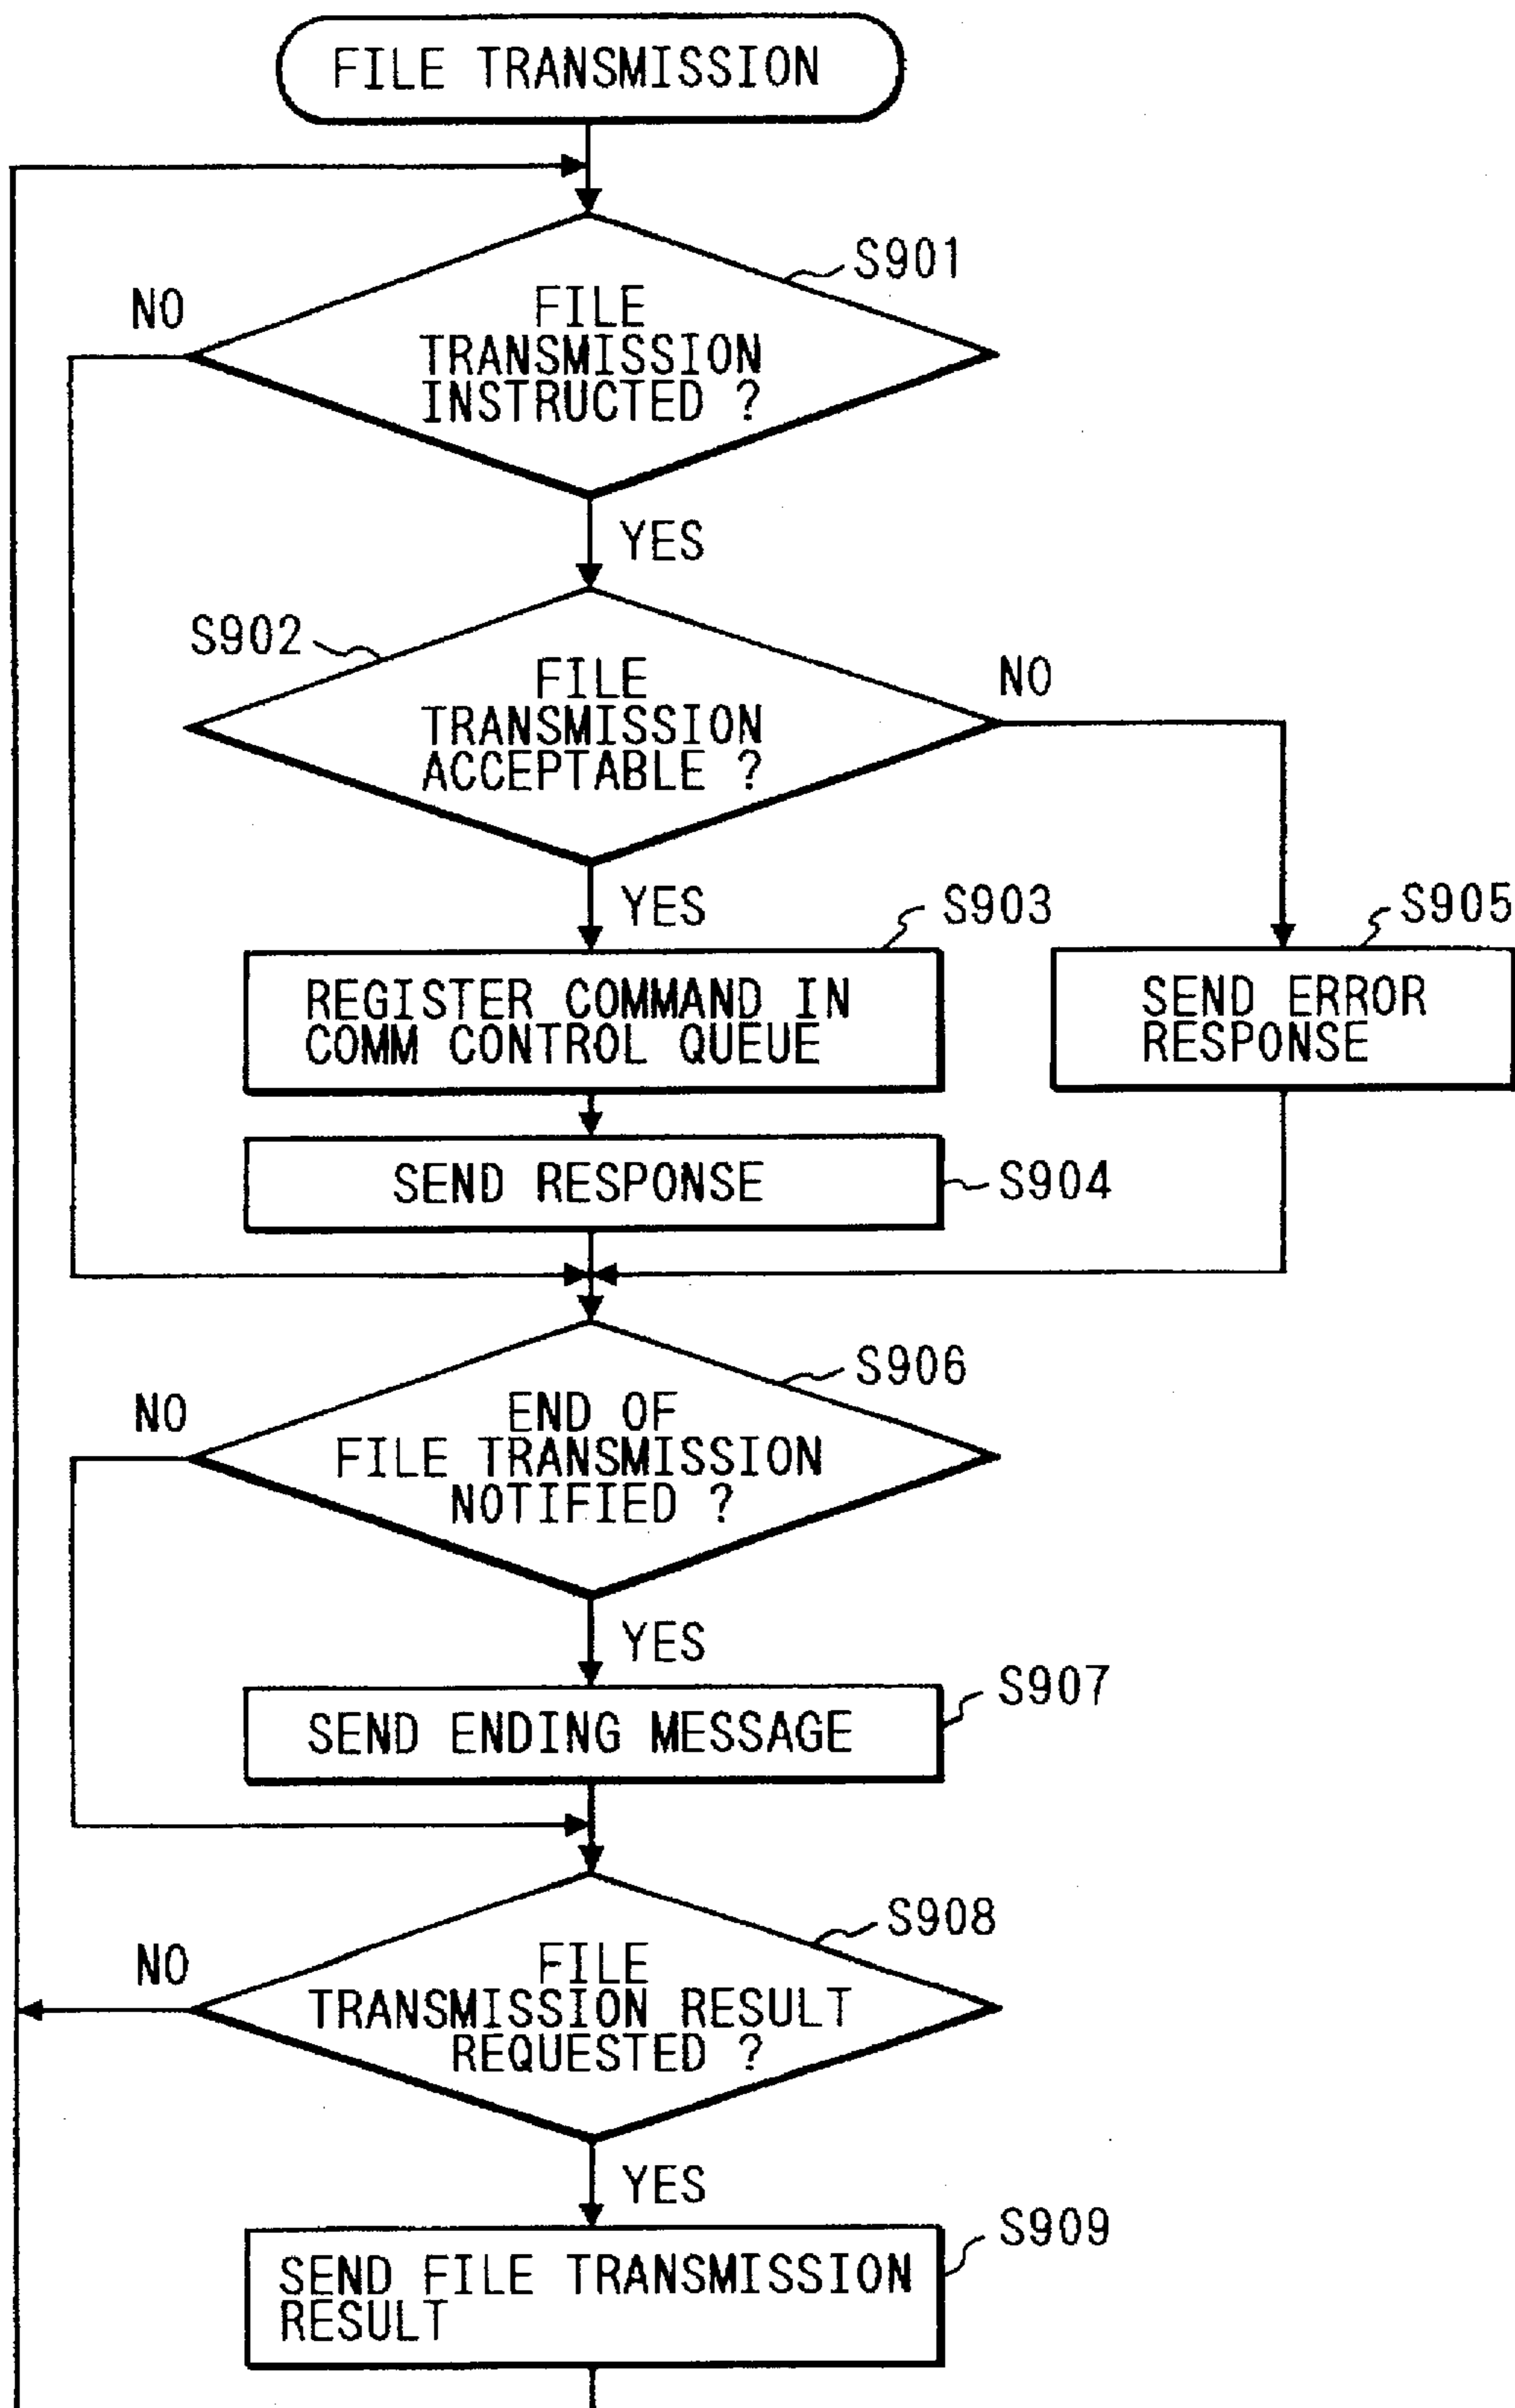 FILE TRANSMISSION
S901
NO
FILE
TRANSMISSION
INSTRUCTED ?
YES
S902
FILE
TRANSMISSION
ACCEPTABLE ?
NO
YES
S903
S905
REGISTER COMMAND IN
COMM CONTROL QUEUE
SEND ERROR
RESPONSE
SEND RESPONSE
S904
S906
NO
END OF
FILE TRANSMISSION
NOTIFIED ?
YES
S907
SEND ENDING MESSAGE
S908
NO
FILE
TRANSMISSION RESULT
REQUESTED ?
YES
S909
SEND FILE TRANSMISSION
RESULT